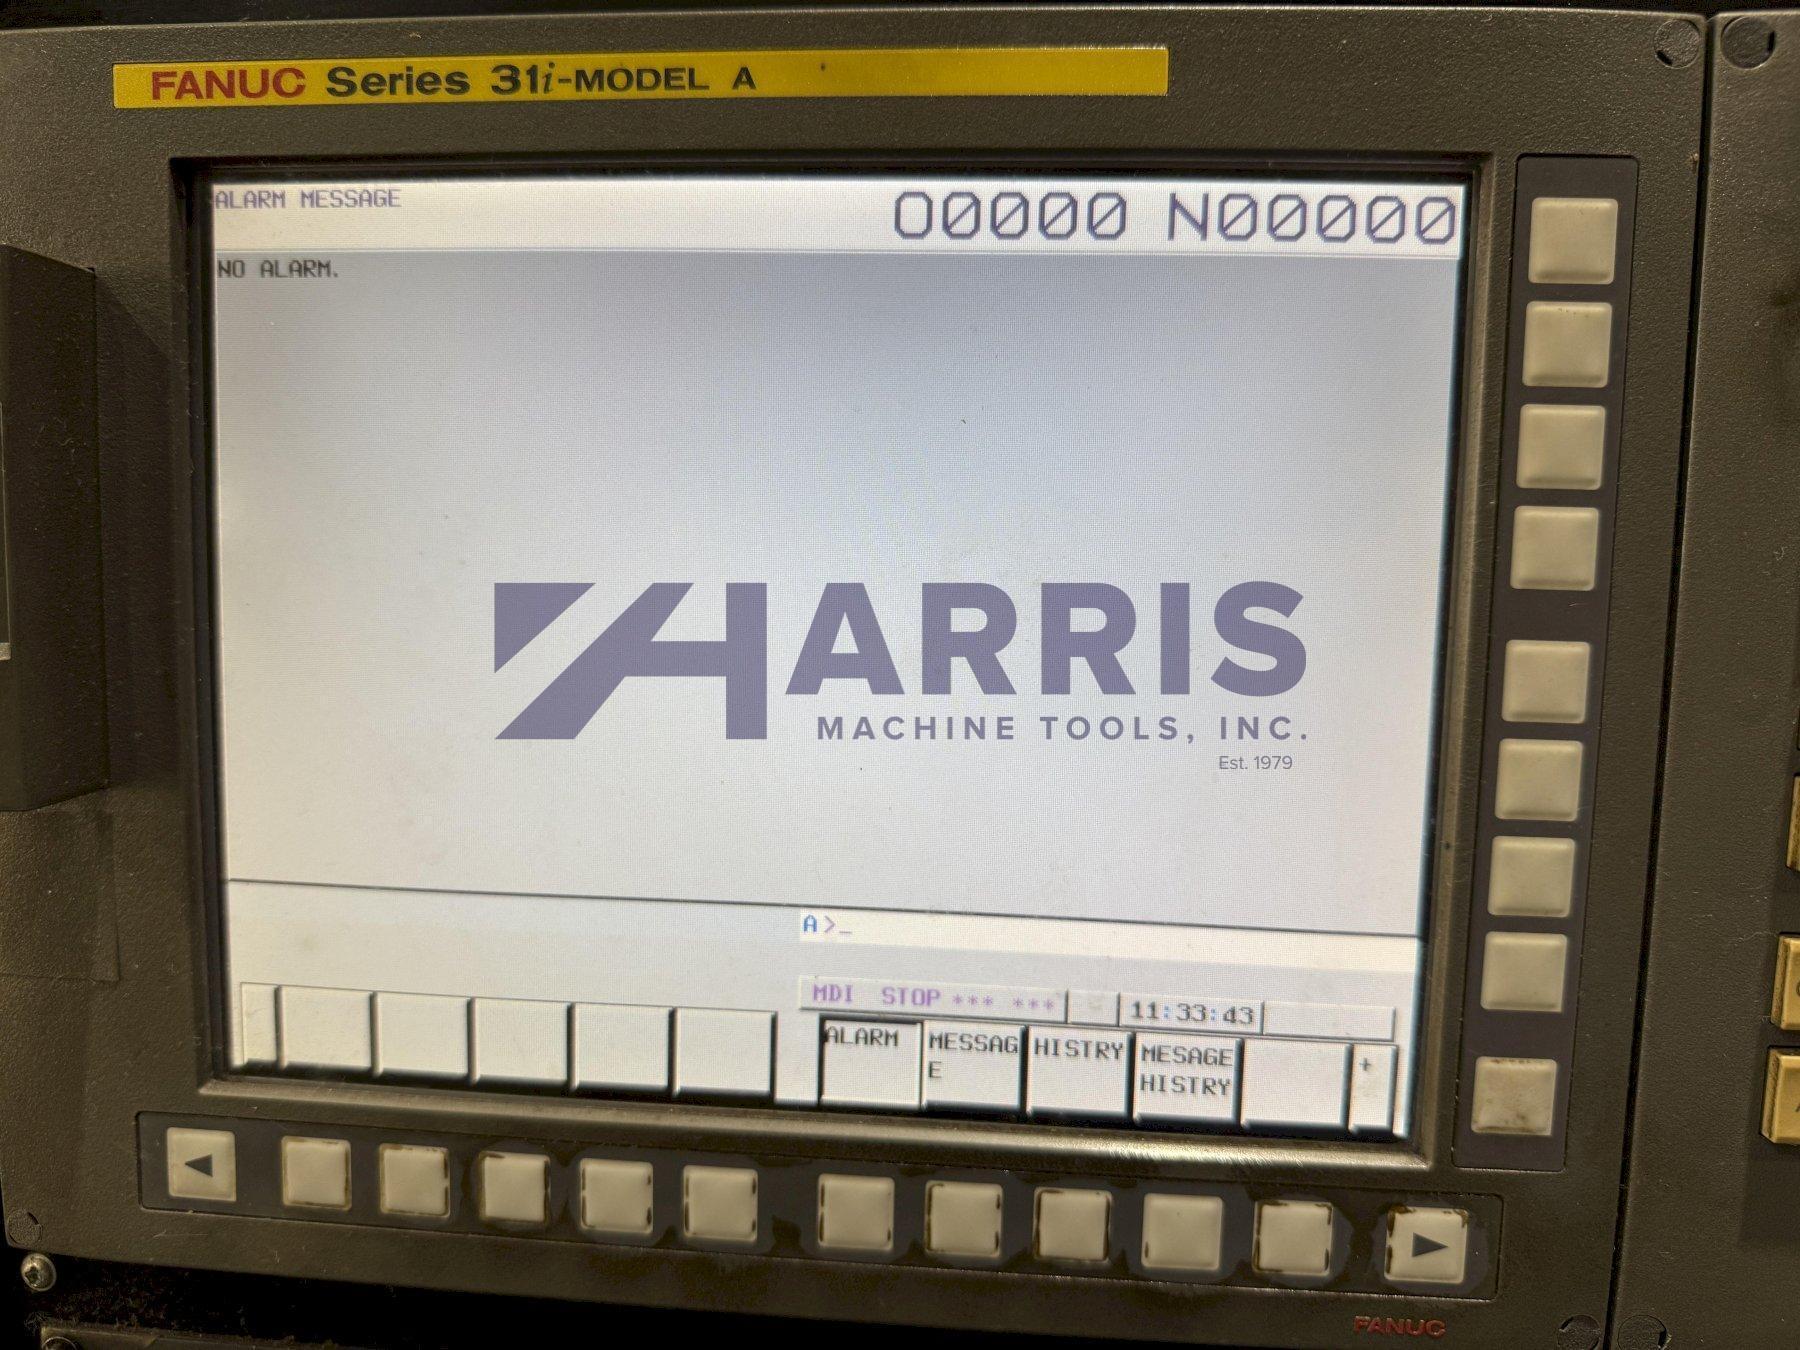 FANUC Series 31i-MODEL A
ALARM MESSAGE
O0000 N00000
NO ALARM.
HARRIS
MACHINE TOOLS, INC.
Est. 1979
A>_
MDI STOP *** ***
11:33:43
ALARM
MESSAG
E
HISTRY
MESAGE
HISTRY
+
FANUC